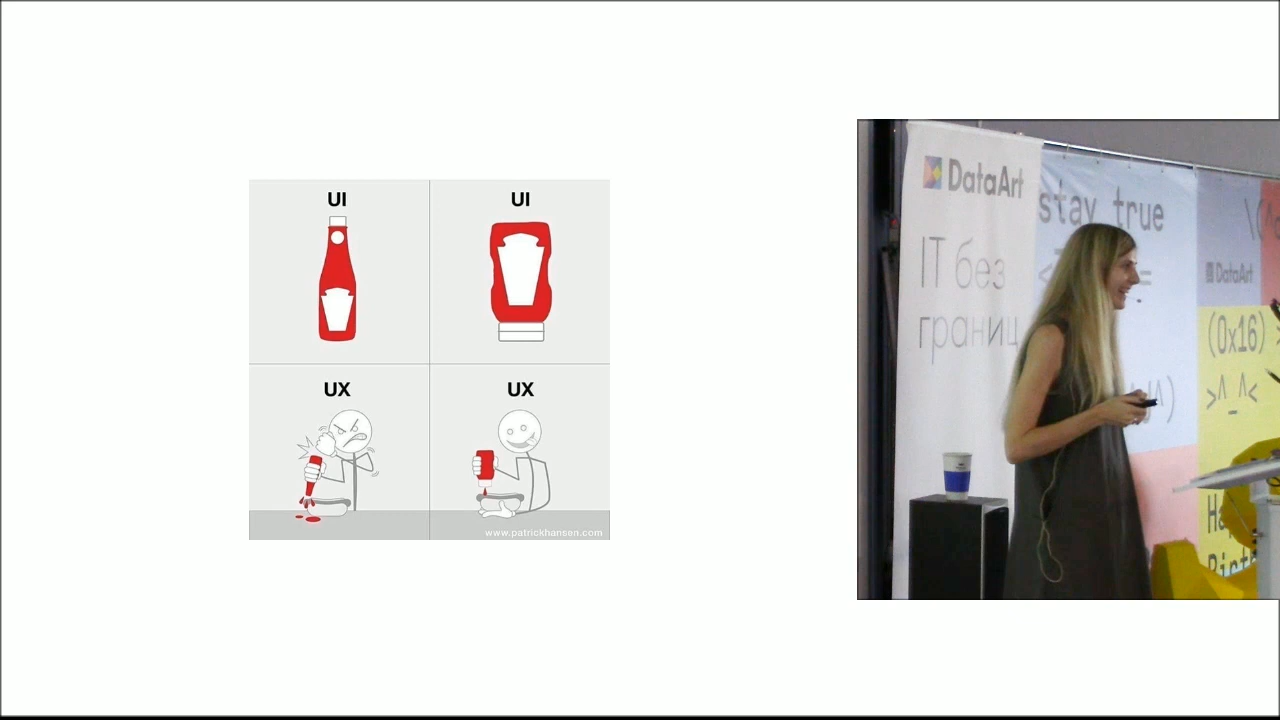 UI
UI
UX
UX
www.patrickhansen.com
DataArt
IT без
границ
stay true
DataArt
(0x16)
>^_^<